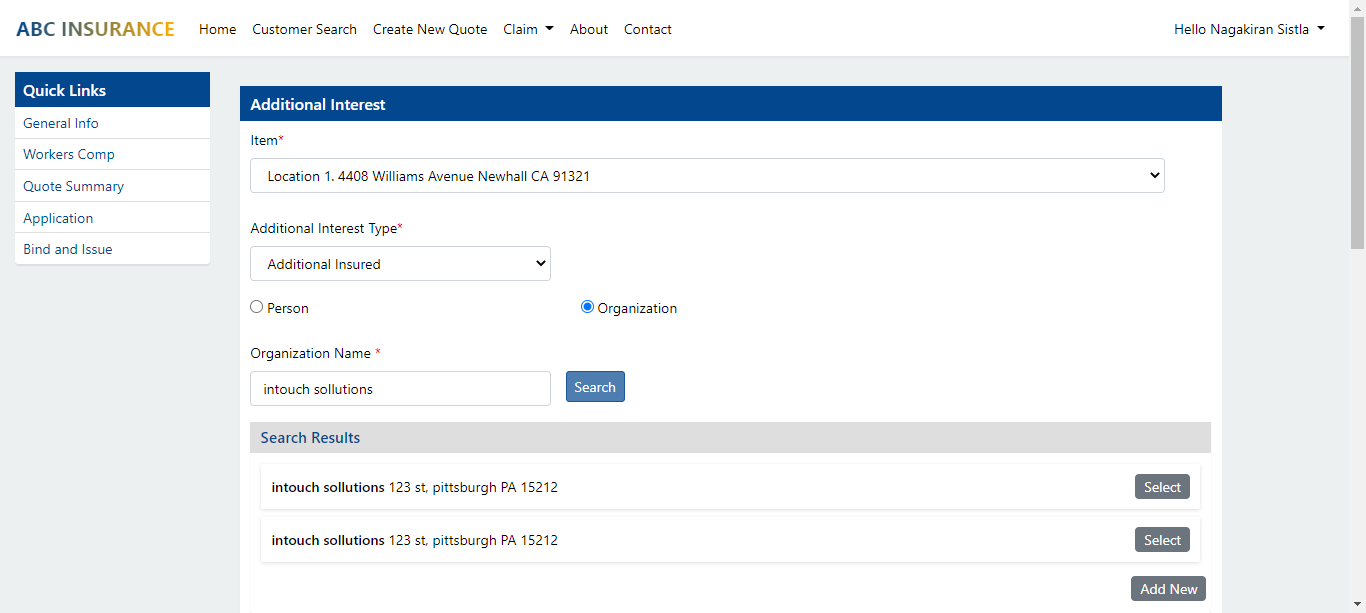 ABC INSURANCE Home Customer Search Create New Quote Claim About Contact Hello Nagakiran Sistla
Quick Links
General Info
Workers Comp
Quote Summary
Application
Bind and Issue
Additional Interest
Item*
Location 1. 4408 Williams Avenue Newhall CA 91321
Additional Interest Type*
Additional Insured
Person Organization
Organization Name *
intouch sollutions Search
Search Results
intouch sollutions 123 st, pittsburgh PA 15212 Select
intouch sollutions 123 st, pittsburgh PA 15212 Select
Add New